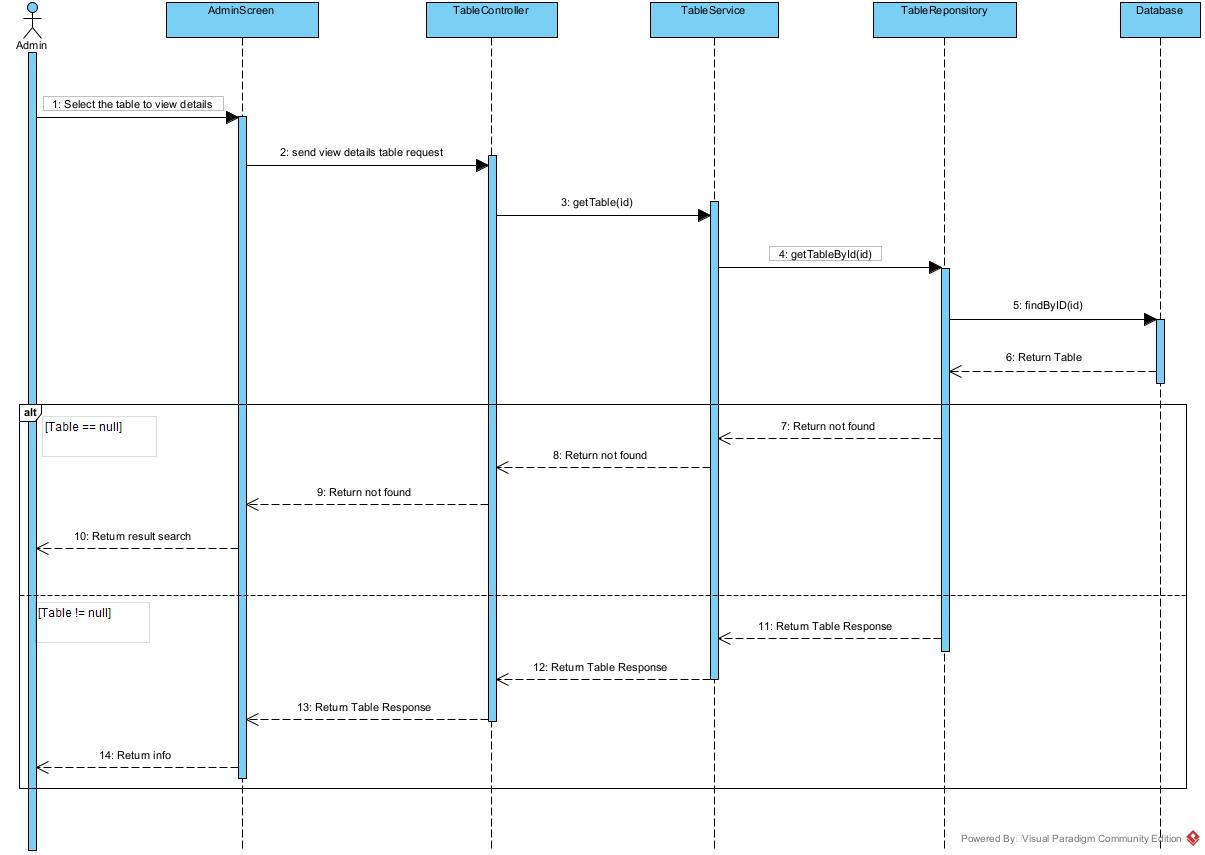 AdminScreen
TableController
TableService
TableReponsitory
Database
Admin
1: Select the table to view details
2: send view details table request
3: getTable(id)
4: getTableById(id)
5: findByID(id)
6: Return Table
alt
[Table == null]
7: Return not found
8: Return not found
9: Return not found
10: Return result search
[Table != null]
11: Return Table Response
12: Return Table Response
13: Return Table Response
14: Return info
Powered By Visual Paradigm Community Edition